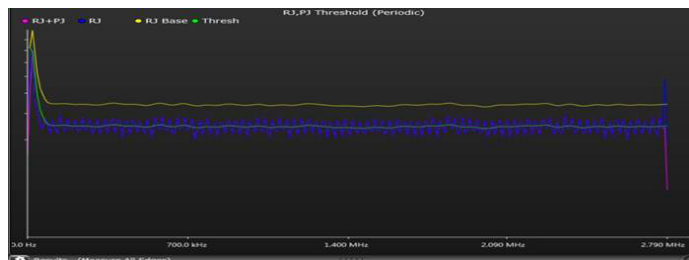 RJ,PJ Threshold (Periodic)
RJ+PJ RJ RJ Base Thresh
0.0 Hz 700.0 kHz 1.400 MHz 2.090 MHz 2.790 MHz
Results (Measure All Edges)